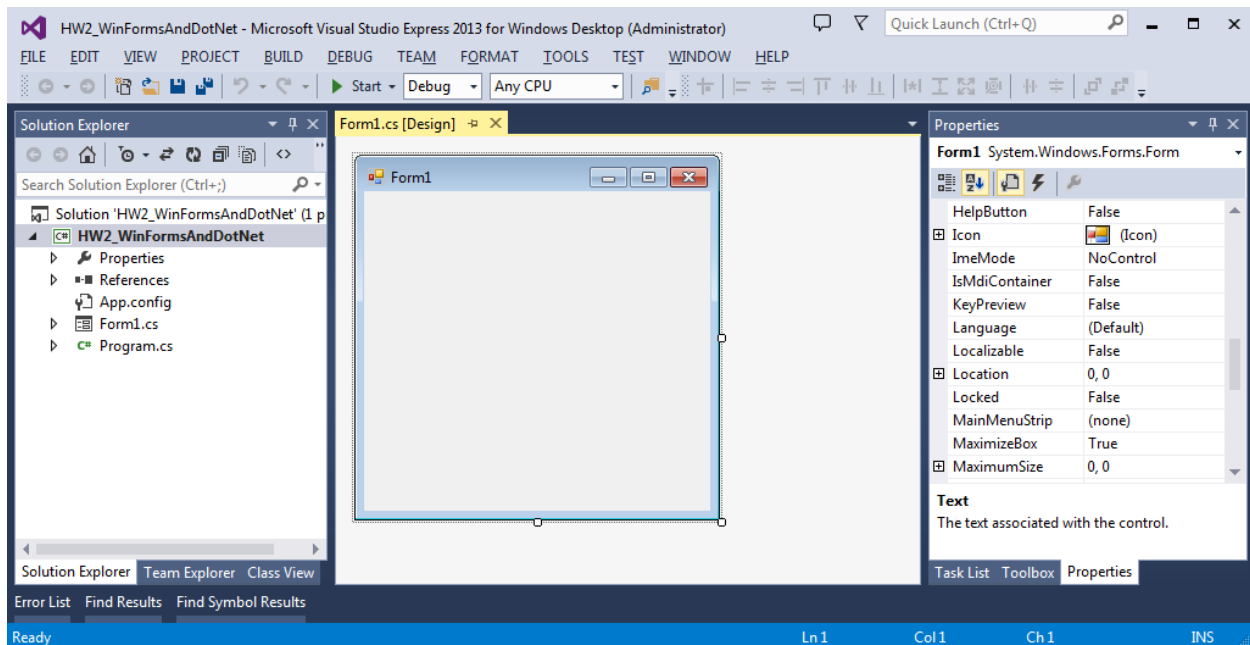 HW2_WinFormsAndDotNet - Microsoft Visual Studio Express 2013 for Windows Desktop (Administrator) Quick Launch (Ctrl+Q)
FILE EDIT VIEW PROJECT BUILD DEBUG TEAM FORMAT TOOLS TEST WINDOW HELP
Start Debug Any CPU
Solution Explorer
Search Solution Explorer (Ctrl+;)
Solution 'HW2_WinFormsAndDotNet' (1 p
C# HW2_WinFormsAndDotNet
Properties
References
App.config
Form1.cs
C# Program.cs
Solution Explorer Team Explorer Class View
Form1.cs [Design]
Form1
Properties
Form1 System.Windows.Forms.Form
HelpButton False
Icon (Icon)
ImeMode NoControl
IsMdiContainer False
KeyPreview False
Language (Default)
Localizable False
Location 0, 0
Locked False
MainMenuStrip (none)
MaximizeBox True
MaximumSize 0, 0
Text
The text associated with the control.
Task List Toolbox Properties
Error List Find Results Find Symbol Results
Ready Ln 1 Col 1 Ch 1 INS